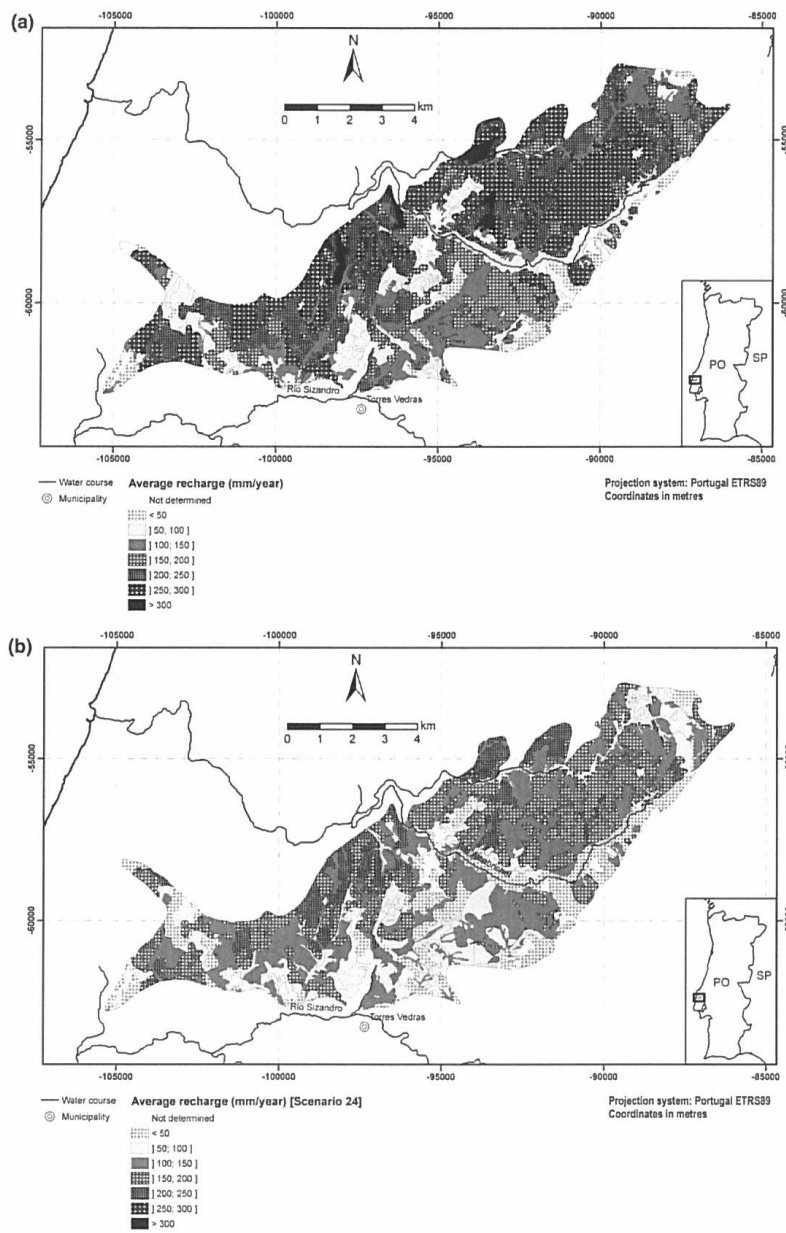 (a)
-105000 -100000 -95000 -90000 -85000
N
km
0 1 2 3 4
-55000
-60000
PO SP
Rio Sizandro
Torres Vedras
-105000 -100000 -95000 -90000 -85000
Water course
Municipality
Average recharge (mm/year)
Not determined
< 50
] 50; 100 ]
] 100; 150 ]
] 150; 200 ]
] 200; 250 ]
] 250; 300 ]
> 300
Projection system: Portugal ETRS89
Coordinates in metres
(b)
-105000 -100000 -95000 -90000 -85000
N
km
0 1 2 3 4
-55000
-60000
PO SP
Rio Sizandro
Torres Vedras
-105000 -100000 -95000 -90000 -85000
Water course
Municipality
Average recharge (mm/year) [Scenario 24]
Not determined
< 50
] 50; 100 ]
] 100; 150 ]
] 150; 200 ]
] 200; 250 ]
] 250; 300 ]
> 300
Projection system: Portugal ETRS89
Coordinates in metres